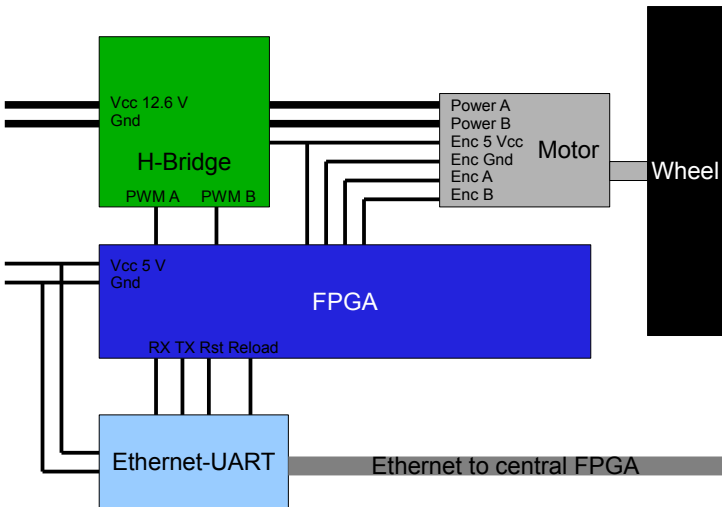 Vcc 12.6 V
Gnd
H-Bridge
PWM A PWM B
Power A
Power B
Enc 5 Vcc
Enc Gnd
Enc A
Enc B
Motor
Wheel
Vcc 5 V
Gnd
FPGA
RX TX Rst Reload
Ethernet-UART
Ethernet to central FPGA